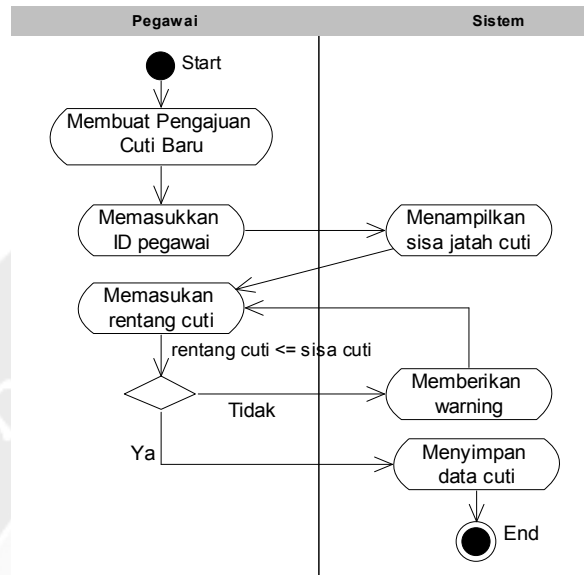 Pegawai
Sistem
Start
Membuat Pengajuan
Cuti Baru
Memasukkan
ID pegawai
Menampilkan
sisa jatah cuti
Memasukan
rentang cuti
rentang cuti <= sisa cuti
Tidak
Memberikan
warning
Ya
Menyimpan
data cuti
End